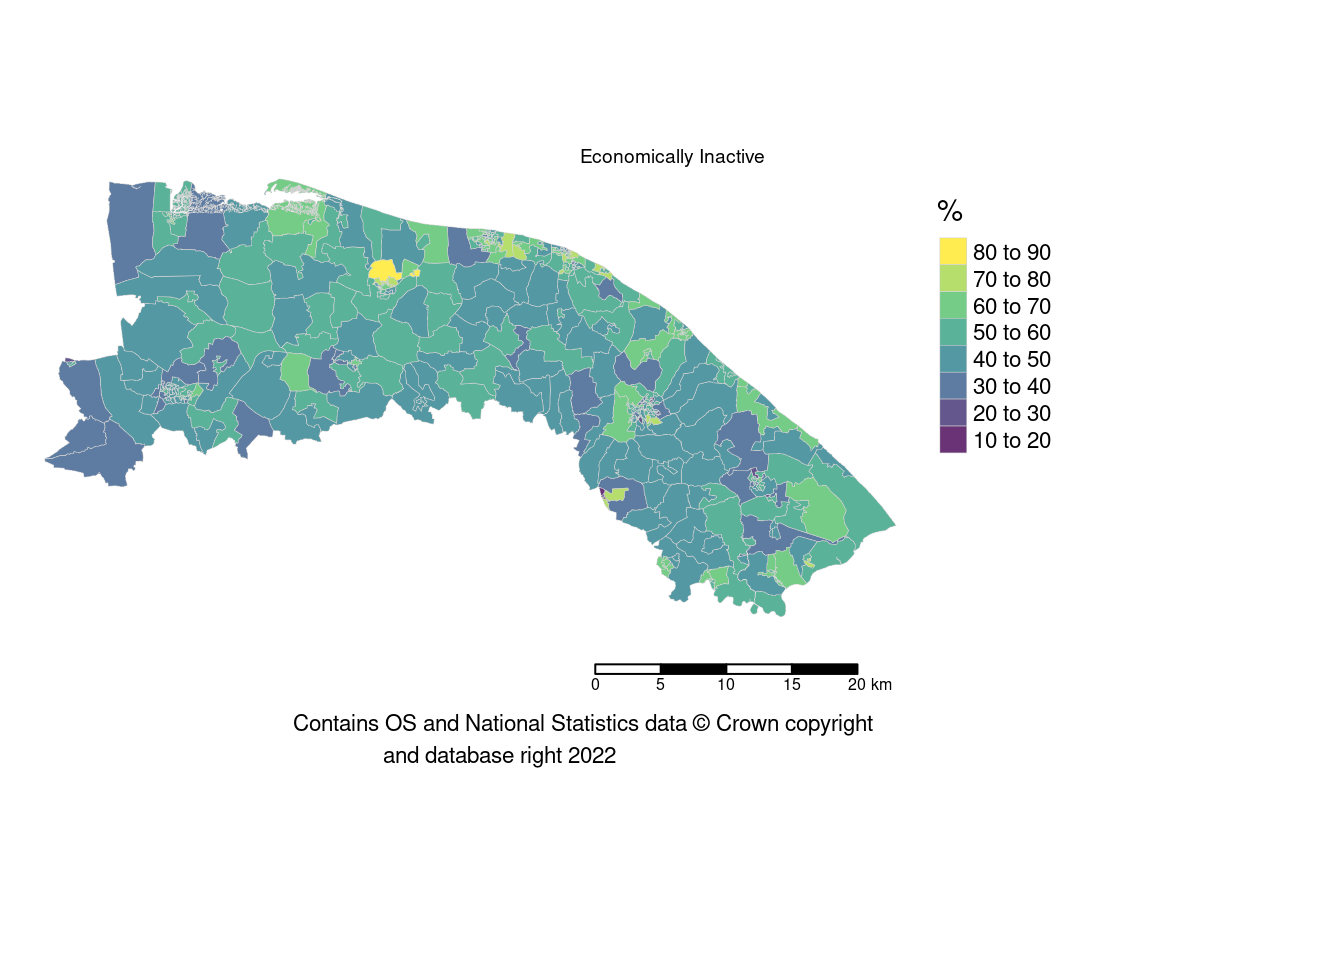 Economically Inactive
%
80 to 90
70 to 80
60 to 70
50 to 60
40 to 50
30 to 40
20 to 30
10 to 20
0 5 10 15 20 km
Contains OS and National Statistics data © Crown copyright
and database right 2022